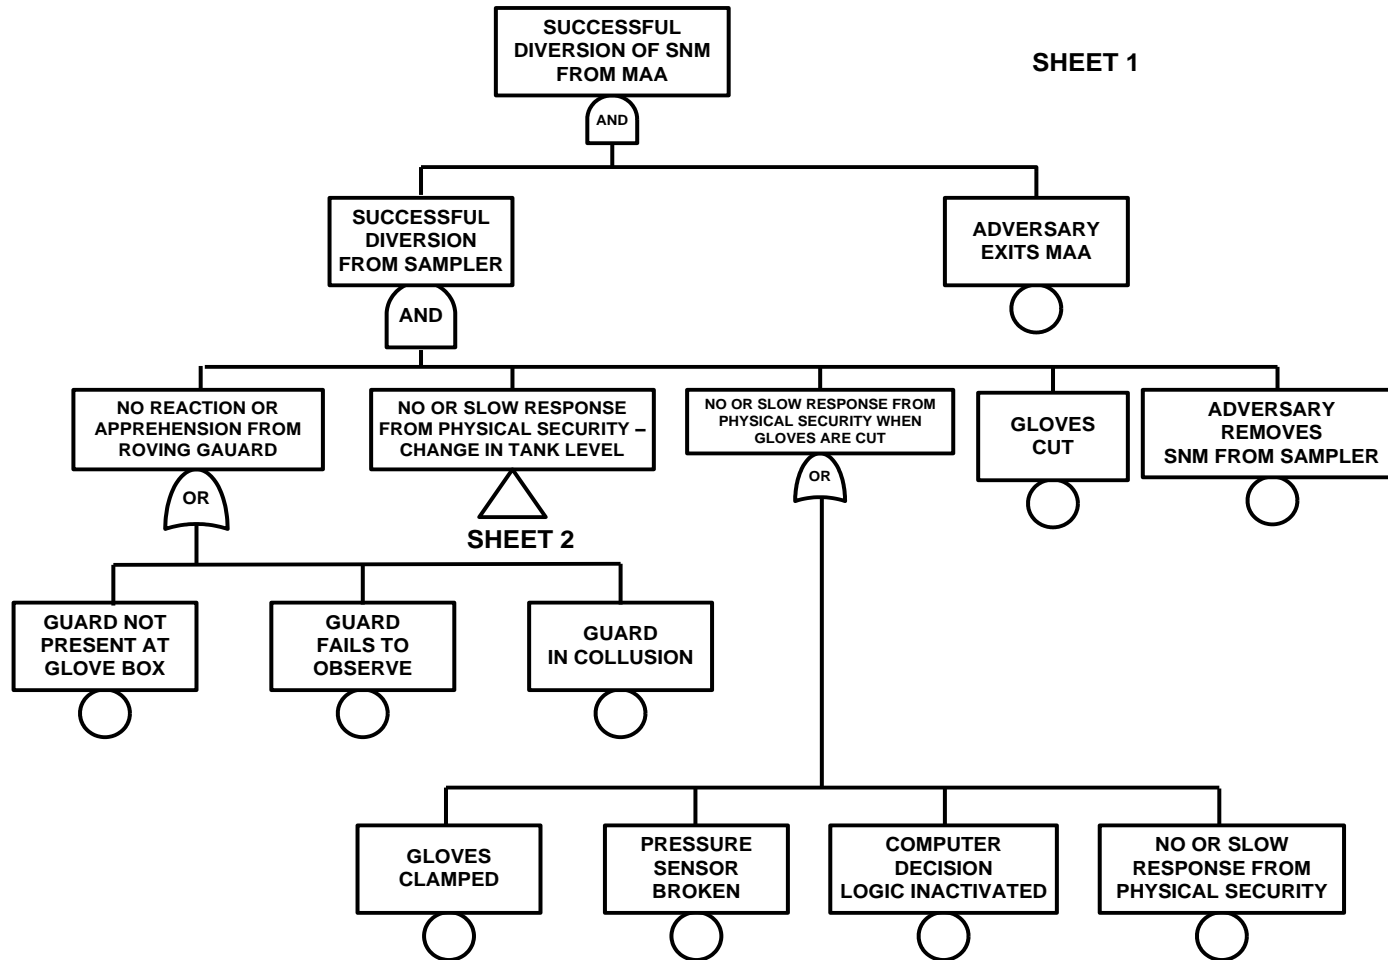 SUCCESSFUL
DIVERSION OF SNM
FROM MAA
SHEET 1
AND
SUCCESSFUL
DIVERSION
FROM SAMPLER
ADVERSARY
EXITS MAA
AND
NO REACTION OR
APPREHENSION FROM
ROVING GAUARD
NO OR SLOW RESPONSE
FROM PHYSICAL SECURITY –
CHANGE IN TANK LEVEL
NO OR SLOW RESPONSE FROM
PHYSICAL SECURITY WHEN
GLOVES ARE CUT
GLOVES
CUT
ADVERSARY
REMOVES
SNM FROM SAMPLER
OR
SHEET 2
OR
GUARD NOT
PRESENT AT
GLOVE BOX
GUARD
FAILS TO
OBSERVE
GUARD
IN COLLUSION
GLOVES
CLAMPED
PRESSURE
SENSOR
BROKEN
COMPUTER
DECISION
LOGIC INACTIVATED
NO OR SLOW
RESPONSE FROM
PHYSICAL SECURITY